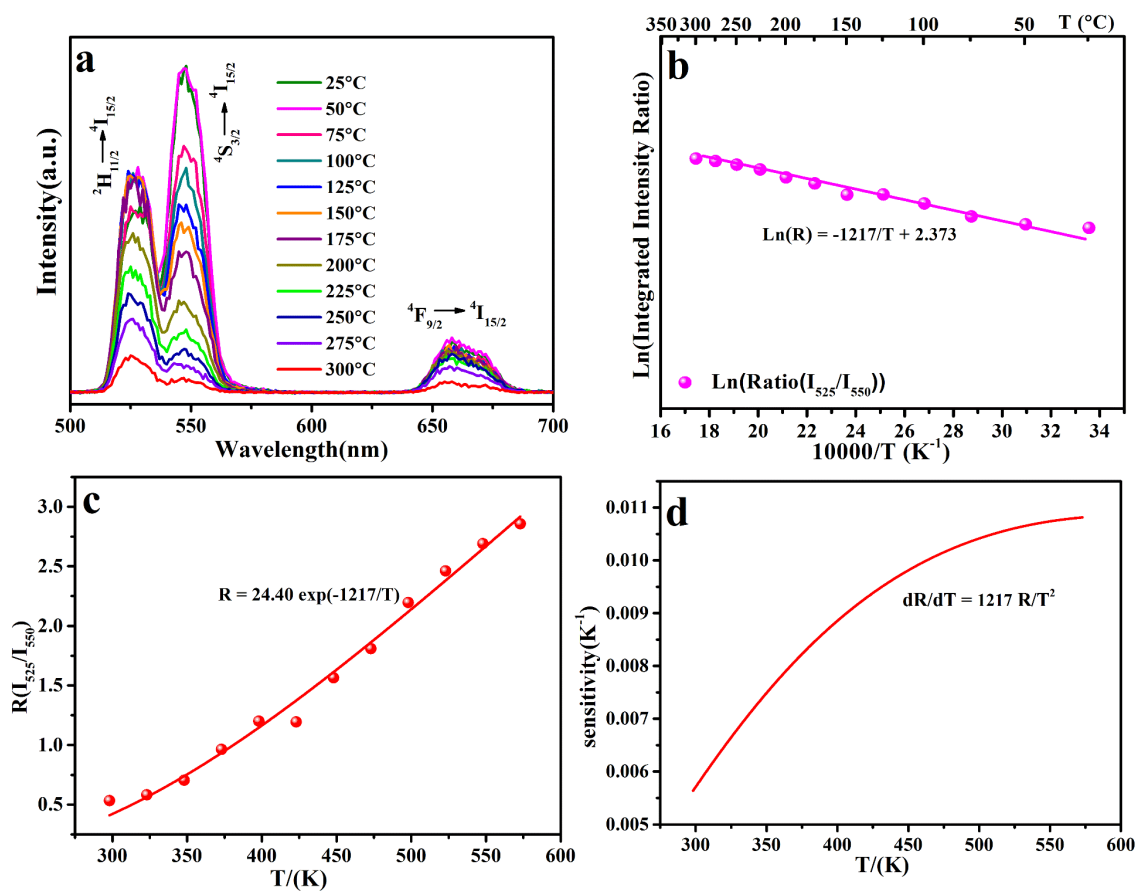 a
Intensity(a.u.)
²H₁₁/₂ → ⁴I₁₅/₂
⁴S₃/₂ → ⁴I₁₅/₂
25°C
50°C
75°C
100°C
125°C
150°C
175°C
200°C
225°C
250°C
275°C
300°C
⁴F₉/₂ → ⁴I₁₅/₂
500 550 600 650 700
Wavelength(nm)
350 300 250 200 150 100 50 T (°C)
b
Ln(Integrated Intensity Ratio)
Ln(R) = -1217/T + 2.373
Ln(Ratio(I₅₂₅/I₅₅₀))
16 18 20 22 24 26 28 30 32 34
10000/T (K⁻¹)
c
R(I₅₂₅/I₅₅₀)
3.0
2.5
2.0
1.5
1.0
0.5
R = 24.40 exp(-1217/T)
300 350 400 450 500 550 600
T/(K)
d
sensitivity(K⁻¹)
0.011
0.010
0.009
0.008
0.007
0.006
0.005
dR/dT = 1217 R/T²
300 350 400 450 500 550 600
T/(K)